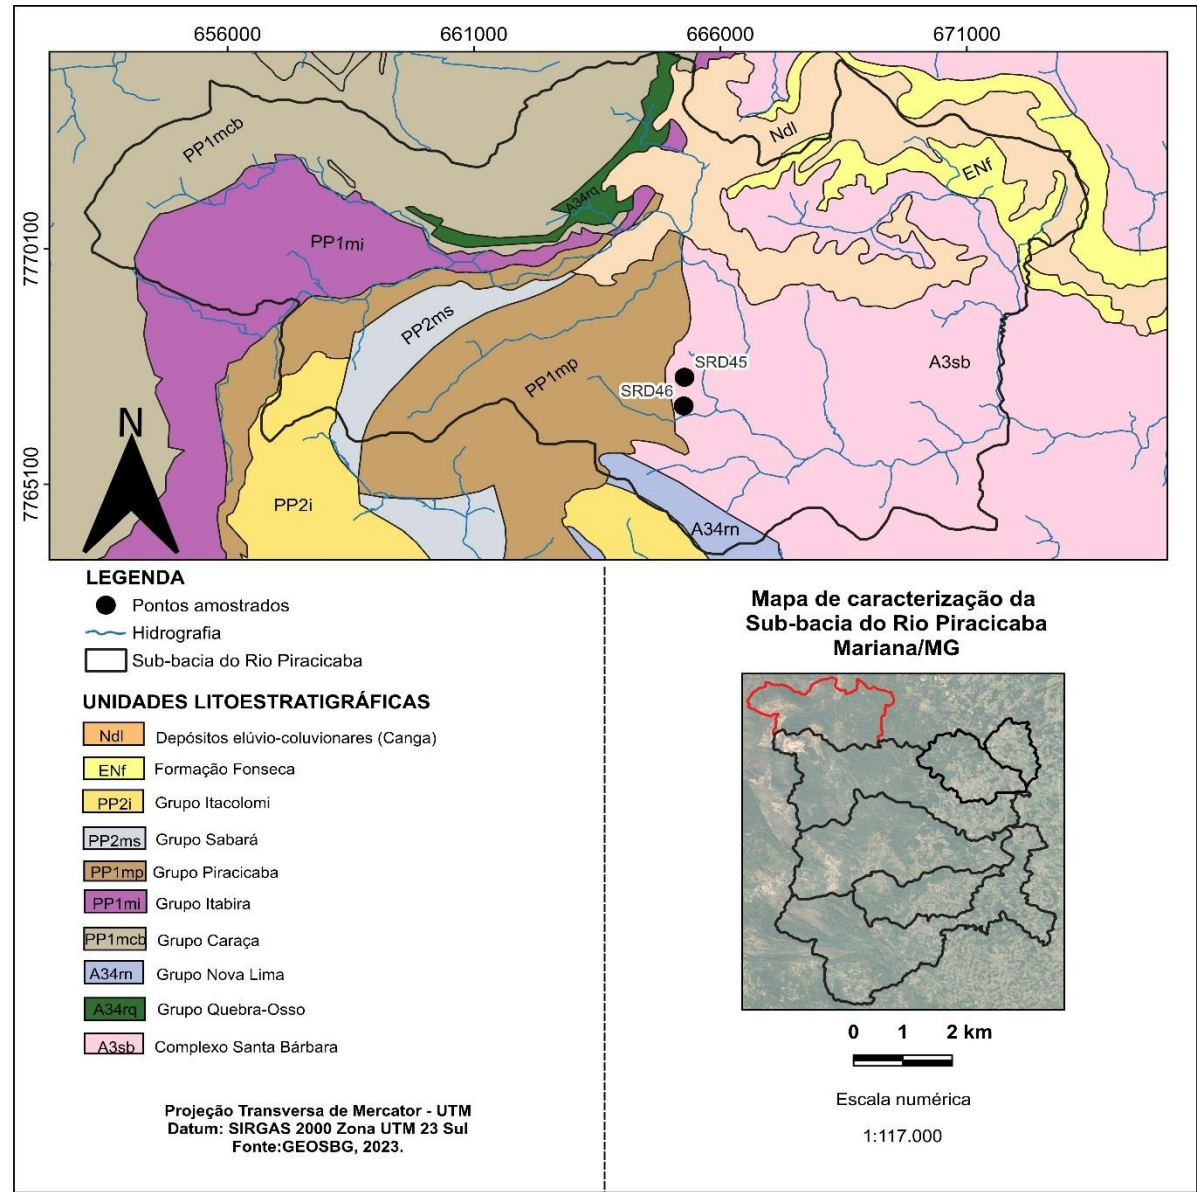 656000 661000 666000 671000
7770100
7765100
PP1mcb
Ndl
ENf
A34rq
PP1mi
PP2ms
PP1mp
A3sb
SRD45
SRD46
N
PP2i
A34rn
LEGENDA
Pontos amostrados
Hidrografia
Sub-bacia do Rio Piracicaba
UNIDADES LITOESTRATIGRÁFICAS
Ndl Depósitos elúvio-coluvionares (Canga)
ENf Formação Fonseca
PP2i Grupo Itacolomi
PP2ms Grupo Sabará
PP1mp Grupo Piracicaba
PP1mi Grupo Itabira
PP1mcb Grupo Caraça
A34rn Grupo Nova Lima
A34rq Grupo Quebra-Osso
A3sb Complexo Santa Bárbara
Projeção Transversa de Mercator - UTM
Datum: SIRGAS 2000 Zona UTM 23 Sul
Fonte:GEOSBG, 2023.
Mapa de caracterização da
Sub-bacia do Rio Piracicaba
Mariana/MG
0 1 2 km
Escala numérica
1:117.000